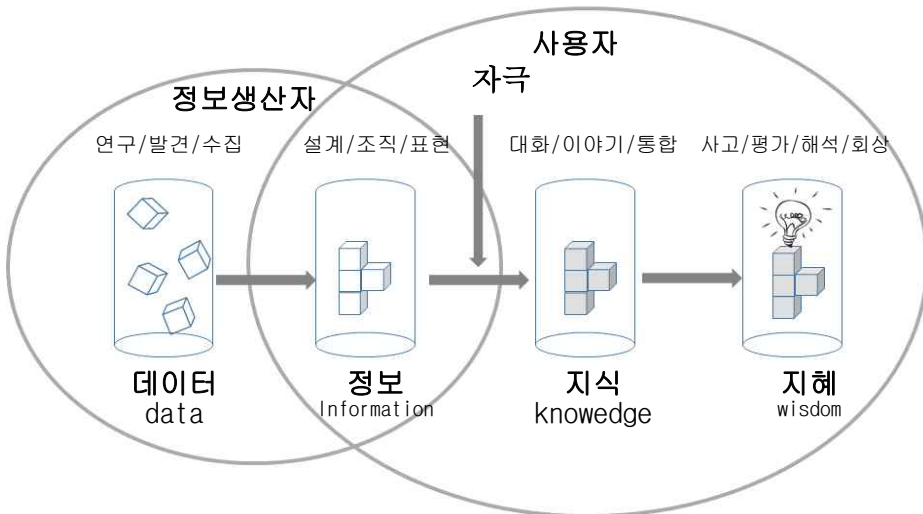 사용자
자극
정보생산자
연구/발견/수집
설계/조직/표현
대화/이야기/통합
사고/평가/해석/회상
데이터
data
정보
Information
지식
knowedge
지혜
wisdom